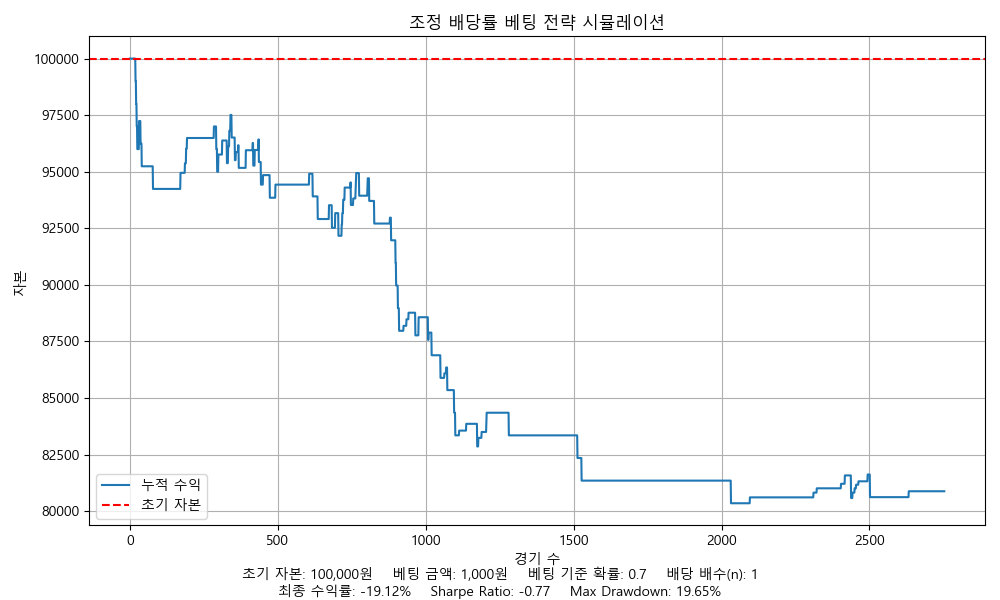 조정 배당률 베팅 전략 시뮬레이션
자본
100000
97500
95000
92500
90000
87500
85000
82500
80000
누적 수익
초기 자본
0
500
1000
1500
2000
2500
경기 수
초기 자본: 100,000원 베팅 금액: 1,000원 베팅 기준 확률: 0.7 배당 배수(n): 1
최종 수익률: -19.12% Sharpe Ratio: -0.77 Max Drawdown: 19.65%